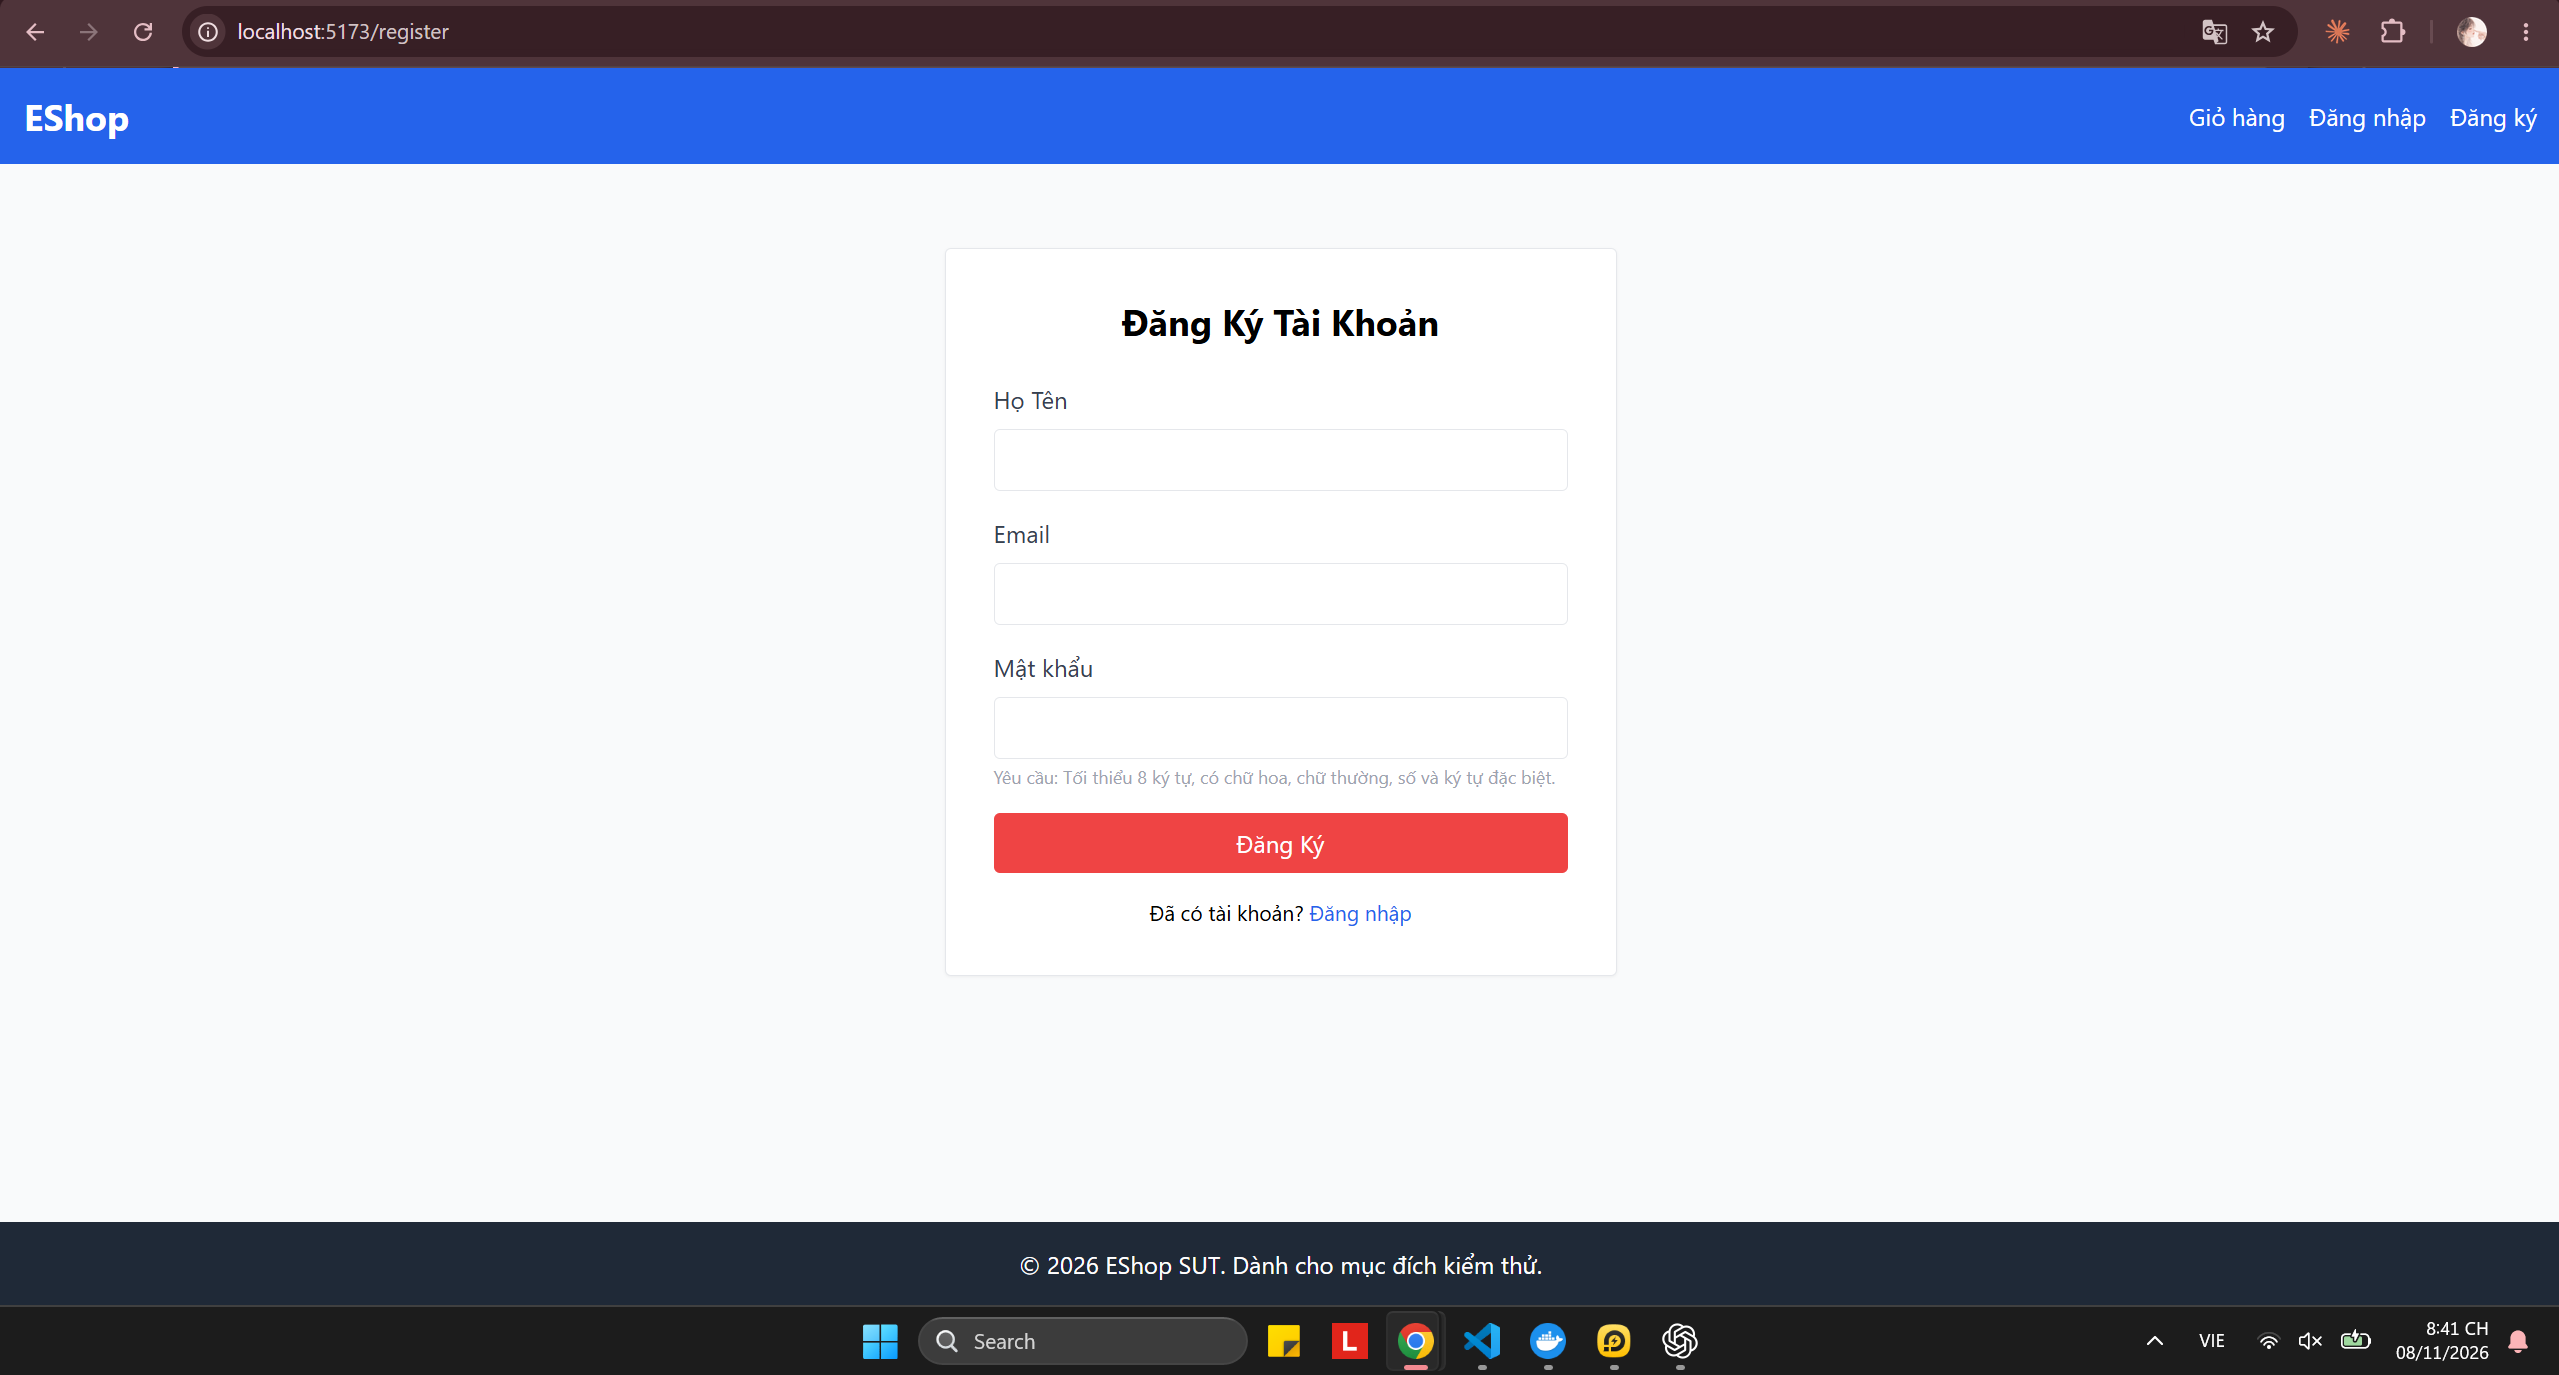 localhost:5173/register
EShop
Giỏ hàng Đăng nhập Đăng ký
Đăng Ký Tài Khoản
Họ Tên
Email
Mật khẩu
Yêu cầu: Tối thiểu 8 ký tự, có chữ hoa, chữ thường, số và ký tự đặc biệt.
Đăng Ký
Đã có tài khoản? Đăng nhập
© 2026 EShop SUT. Dành cho mục đích kiểm thử.
Search
L
VIE
8:41 CH
08/11/2026